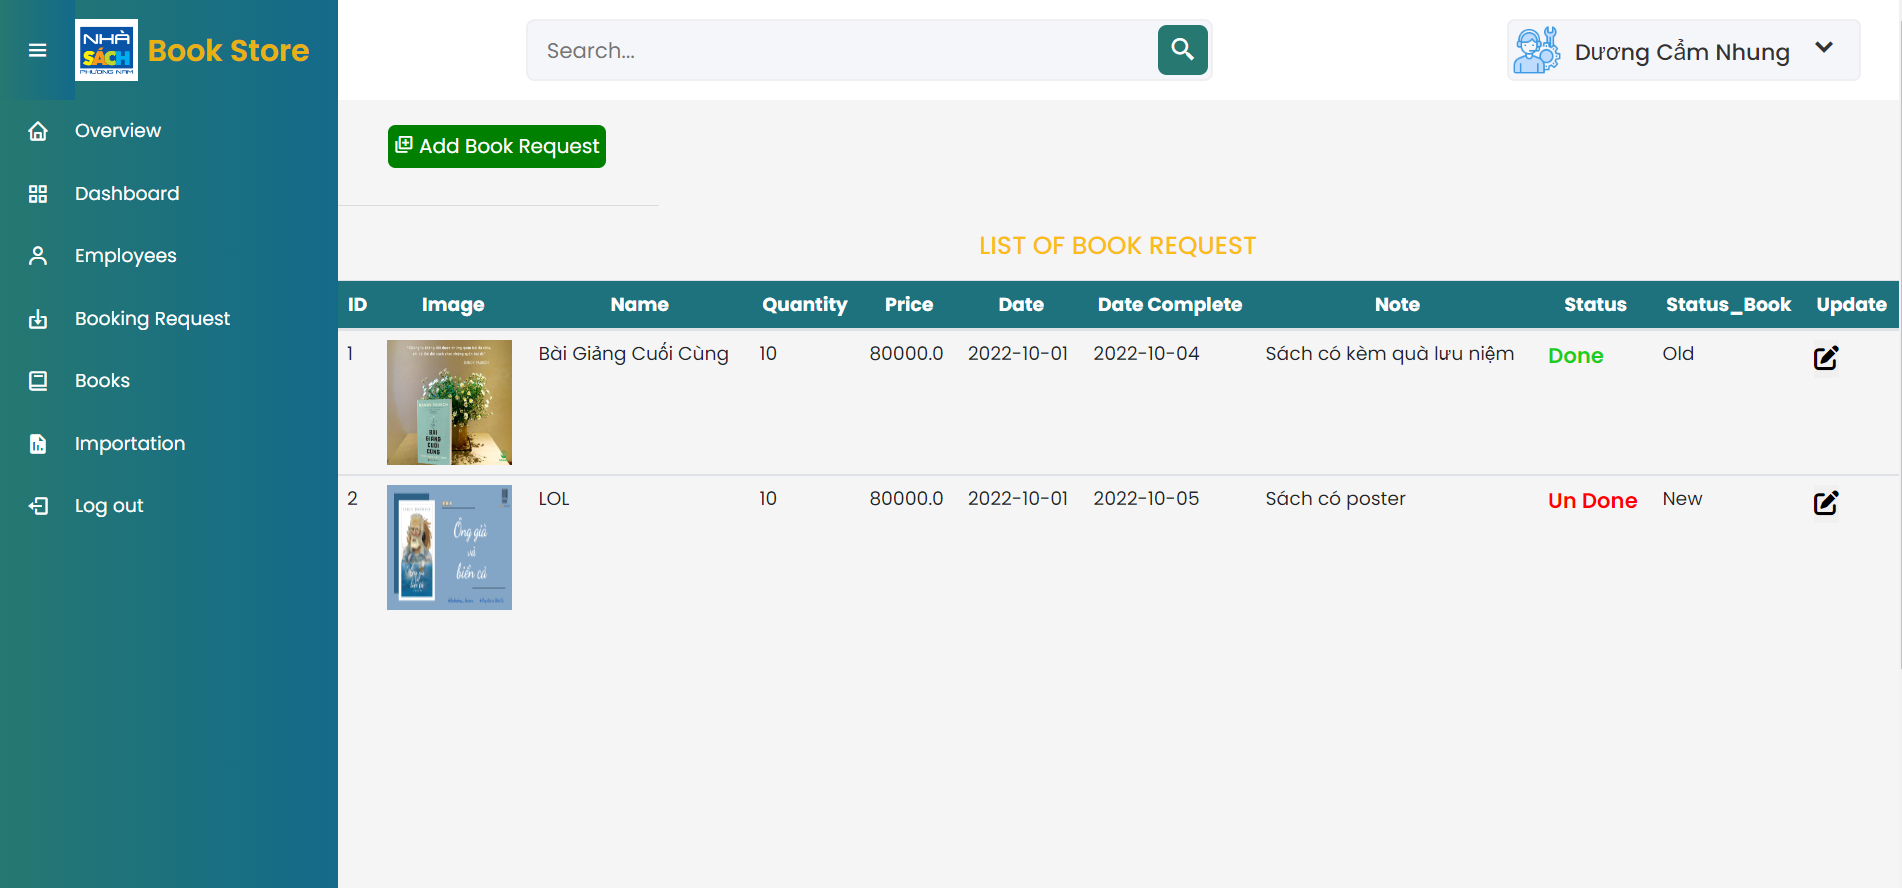 NHÀ
SÁCH
PHƯƠNG NAM
Book Store
Search...
Dương Cẩm Nhung
Overview
Dashboard
Employees
Booking Request
Books
Importation
Log out
Add Book Request
LIST OF BOOK REQUEST
ID Image Name Quantity Price Date Date Complete Note Status Status_Book Update
1 Bài Giảng Cuối Cùng 10 80000.0 2022-10-01 2022-10-04 Sách có kèm quà lưu niệm Done Old
BÀI
GIẢNG
CUỐI
CÙNG
2 LOL 10 80000.0 2022-10-01 2022-10-05 Sách có poster Un Done New
Ông già
và
biển cả